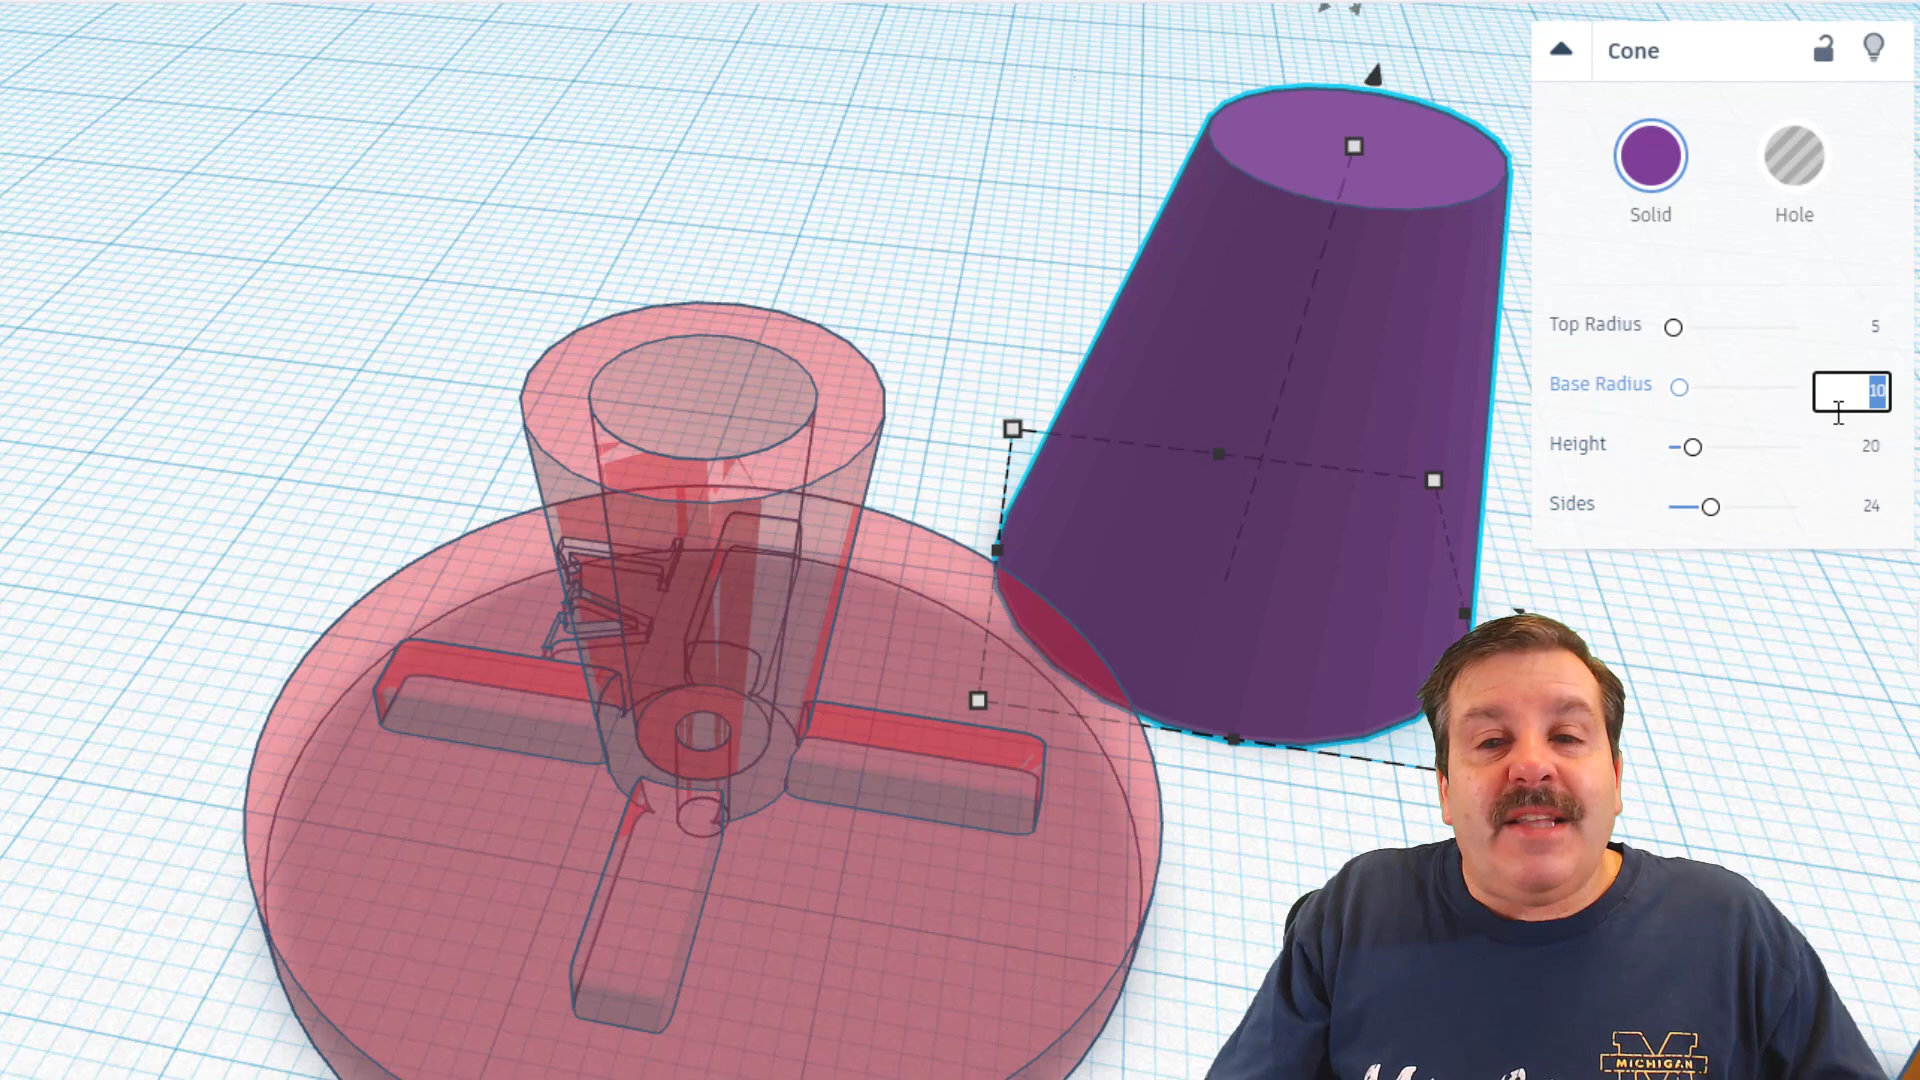 Cone
Solid
Hole
Top Radius 5
Base Radius 10
Height 20
Sides 24
MICHIGAN